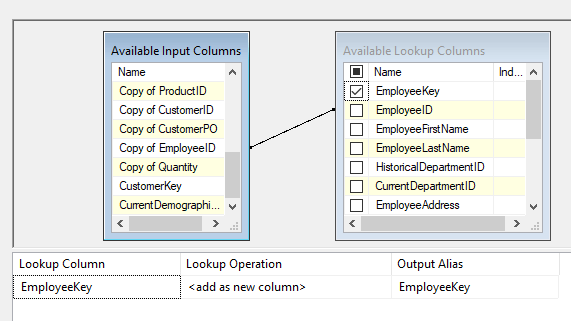 Available Input Columns
Name
Copy of ProductID
Copy of CustomerID
Copy of CustomerPO
Copy of EmployeeID
Copy of Quantity
CustomerKey
CurrentDemographi...
Available Lookup Columns
Name Ind...
EmployeeKey
EmployeeID
EmployeeFirstName
EmployeeLastName
HistoricalDepartmentID
CurrentDepartmentID
EmployeeAddress
Lookup Column Lookup Operation Output Alias
EmployeeKey <add as new column> EmployeeKey